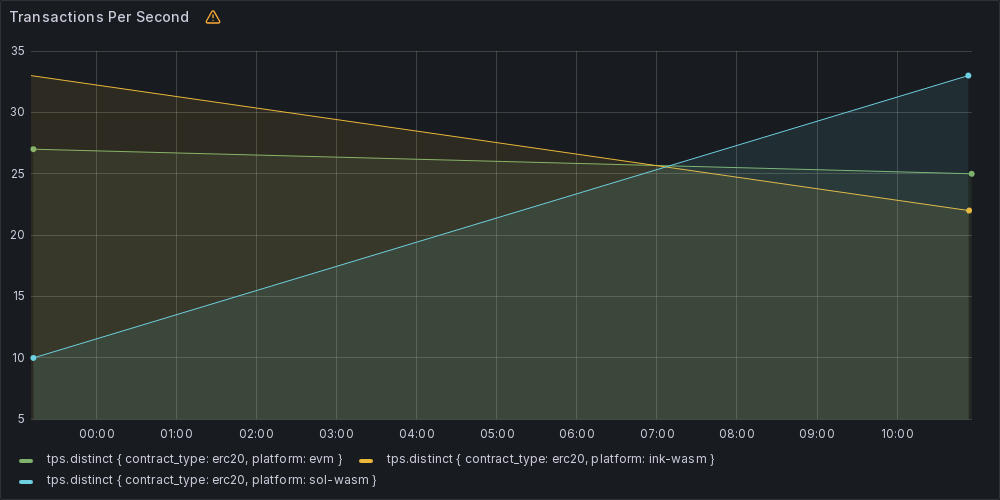 Transactions Per Second
35
30
25
20
15
10
5
00:00 01:00 02:00 03:00 04:00 05:00 06:00 07:00 08:00 09:00 10:00
tps.distinct { contract_type: erc20, platform: evm } tps.distinct { contract_type: erc20, platform: ink-wasm }
tps.distinct { contract_type: erc20, platform: sol-wasm }